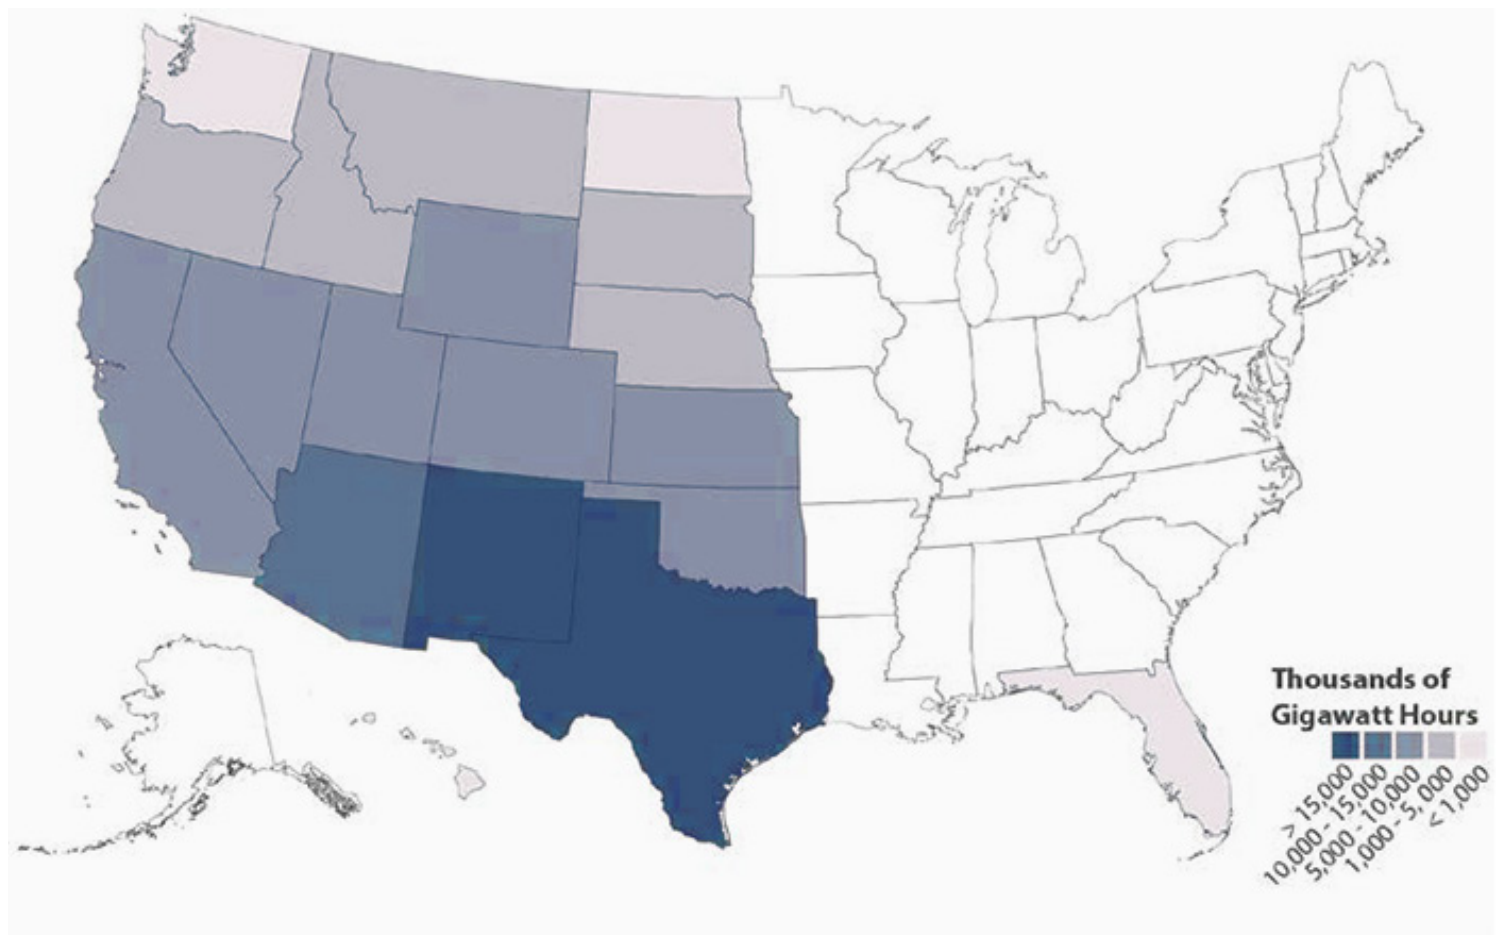 Thousands of
Gigawatt Hours
> 15,000
10,000 - 15,000
5,000 - 10,000
1,000 - 5, 000
< 1,000